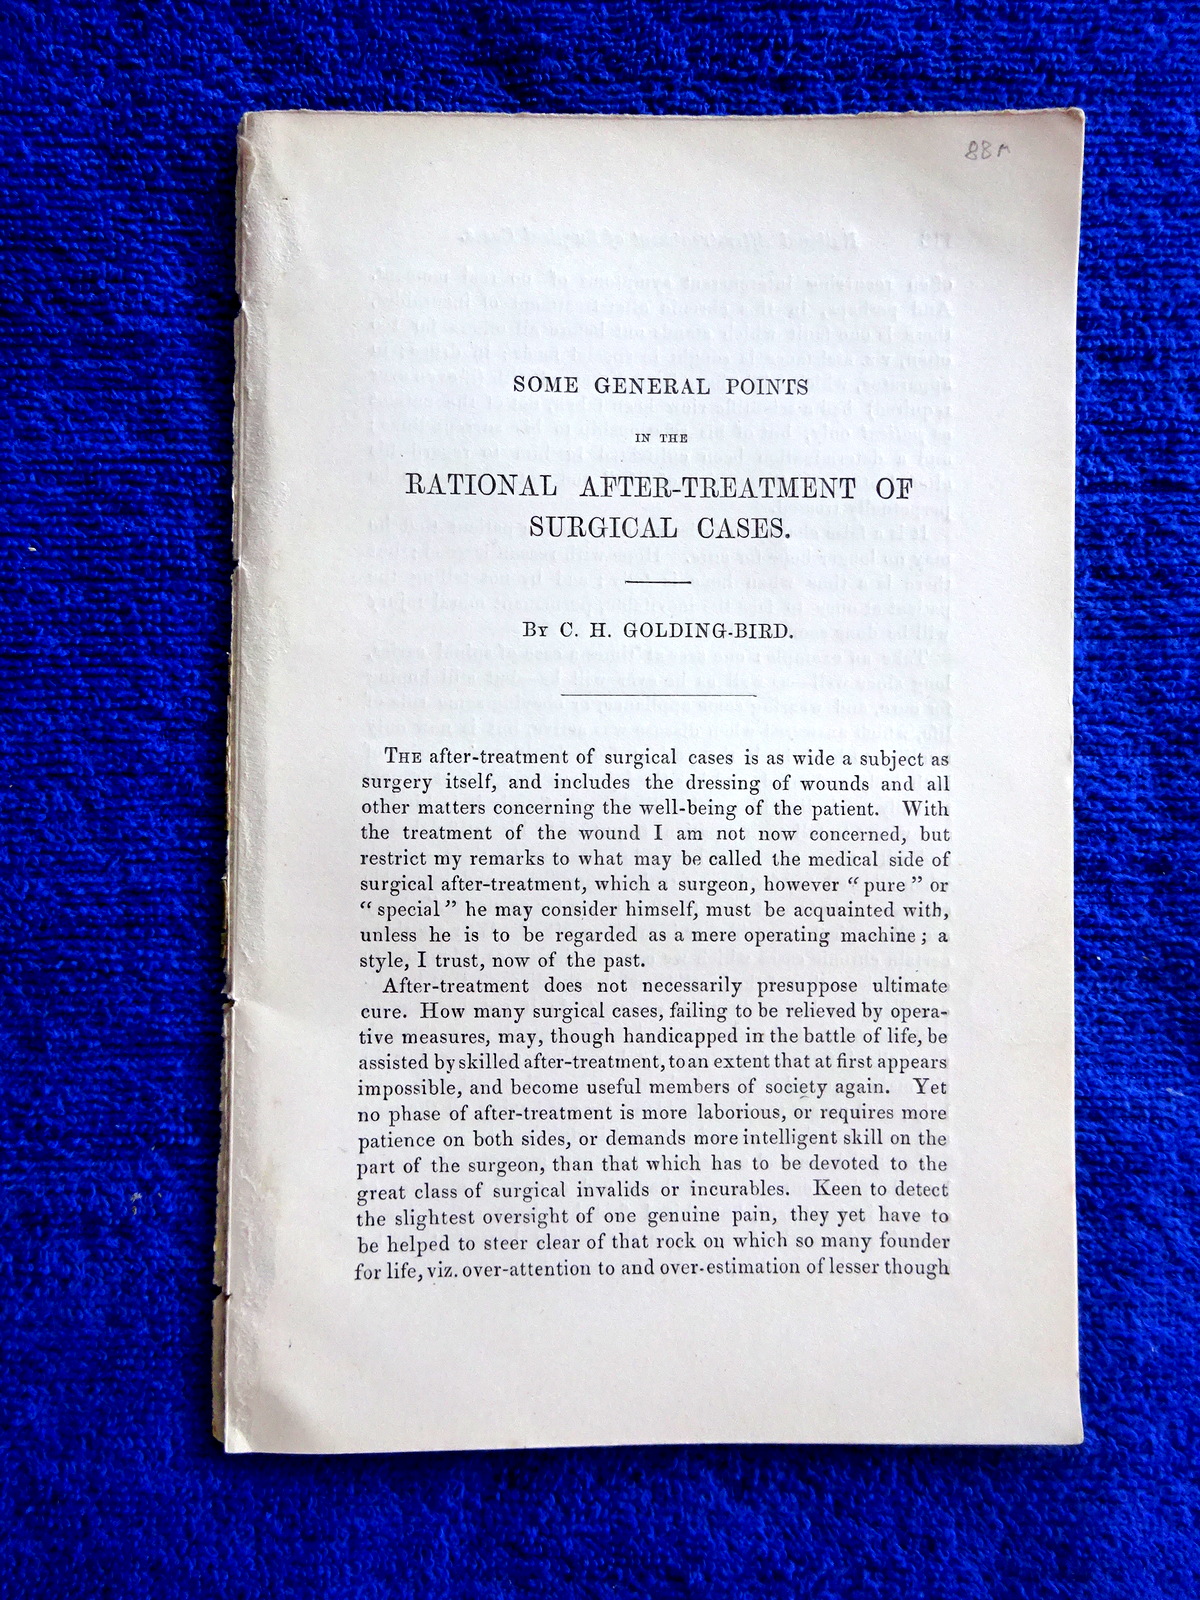 88M
SOME GENERAL POINTS
IN THE
RATIONAL AFTER-TREATMENT OF
SURGICAL CASES.
By C. H. GOLDING-BIRD.
THE after-treatment of surgical cases is as wide a subject as
surgery itself, and includes the dressing of wounds and all
other matters concerning the well-being of the patient. With
the treatment of the wound I am not now concerned, but
restrict my remarks to what may be called the medical side of
surgical after-treatment, which a surgeon, however “ pure ” or
“ special ” he may consider himself, must be acquainted with,
unless he is to be regarded as a mere operating machine ; a
style, I trust, now of the past.
After-treatment does not necessarily presuppose ultimate
cure. How many surgical cases, failing to be relieved by opera-
tive measures, may, though handicapped in the battle of life, be
assisted by skilled after-treatment, to an extent that at first appears
impossible, and become useful members of society again. Yet
no phase of after-treatment is more laborious, or requires more
patience on both sides, or demands more intelligent skill on the
part of the surgeon, than that which has to be devoted to the
great class of surgical invalids or incurables. Keen to detect
the slightest oversight of one genuine pain, they yet have to
be helped to steer clear of that rock on which so many founder
for life, viz. over-attention to and over-estimation of lesser though